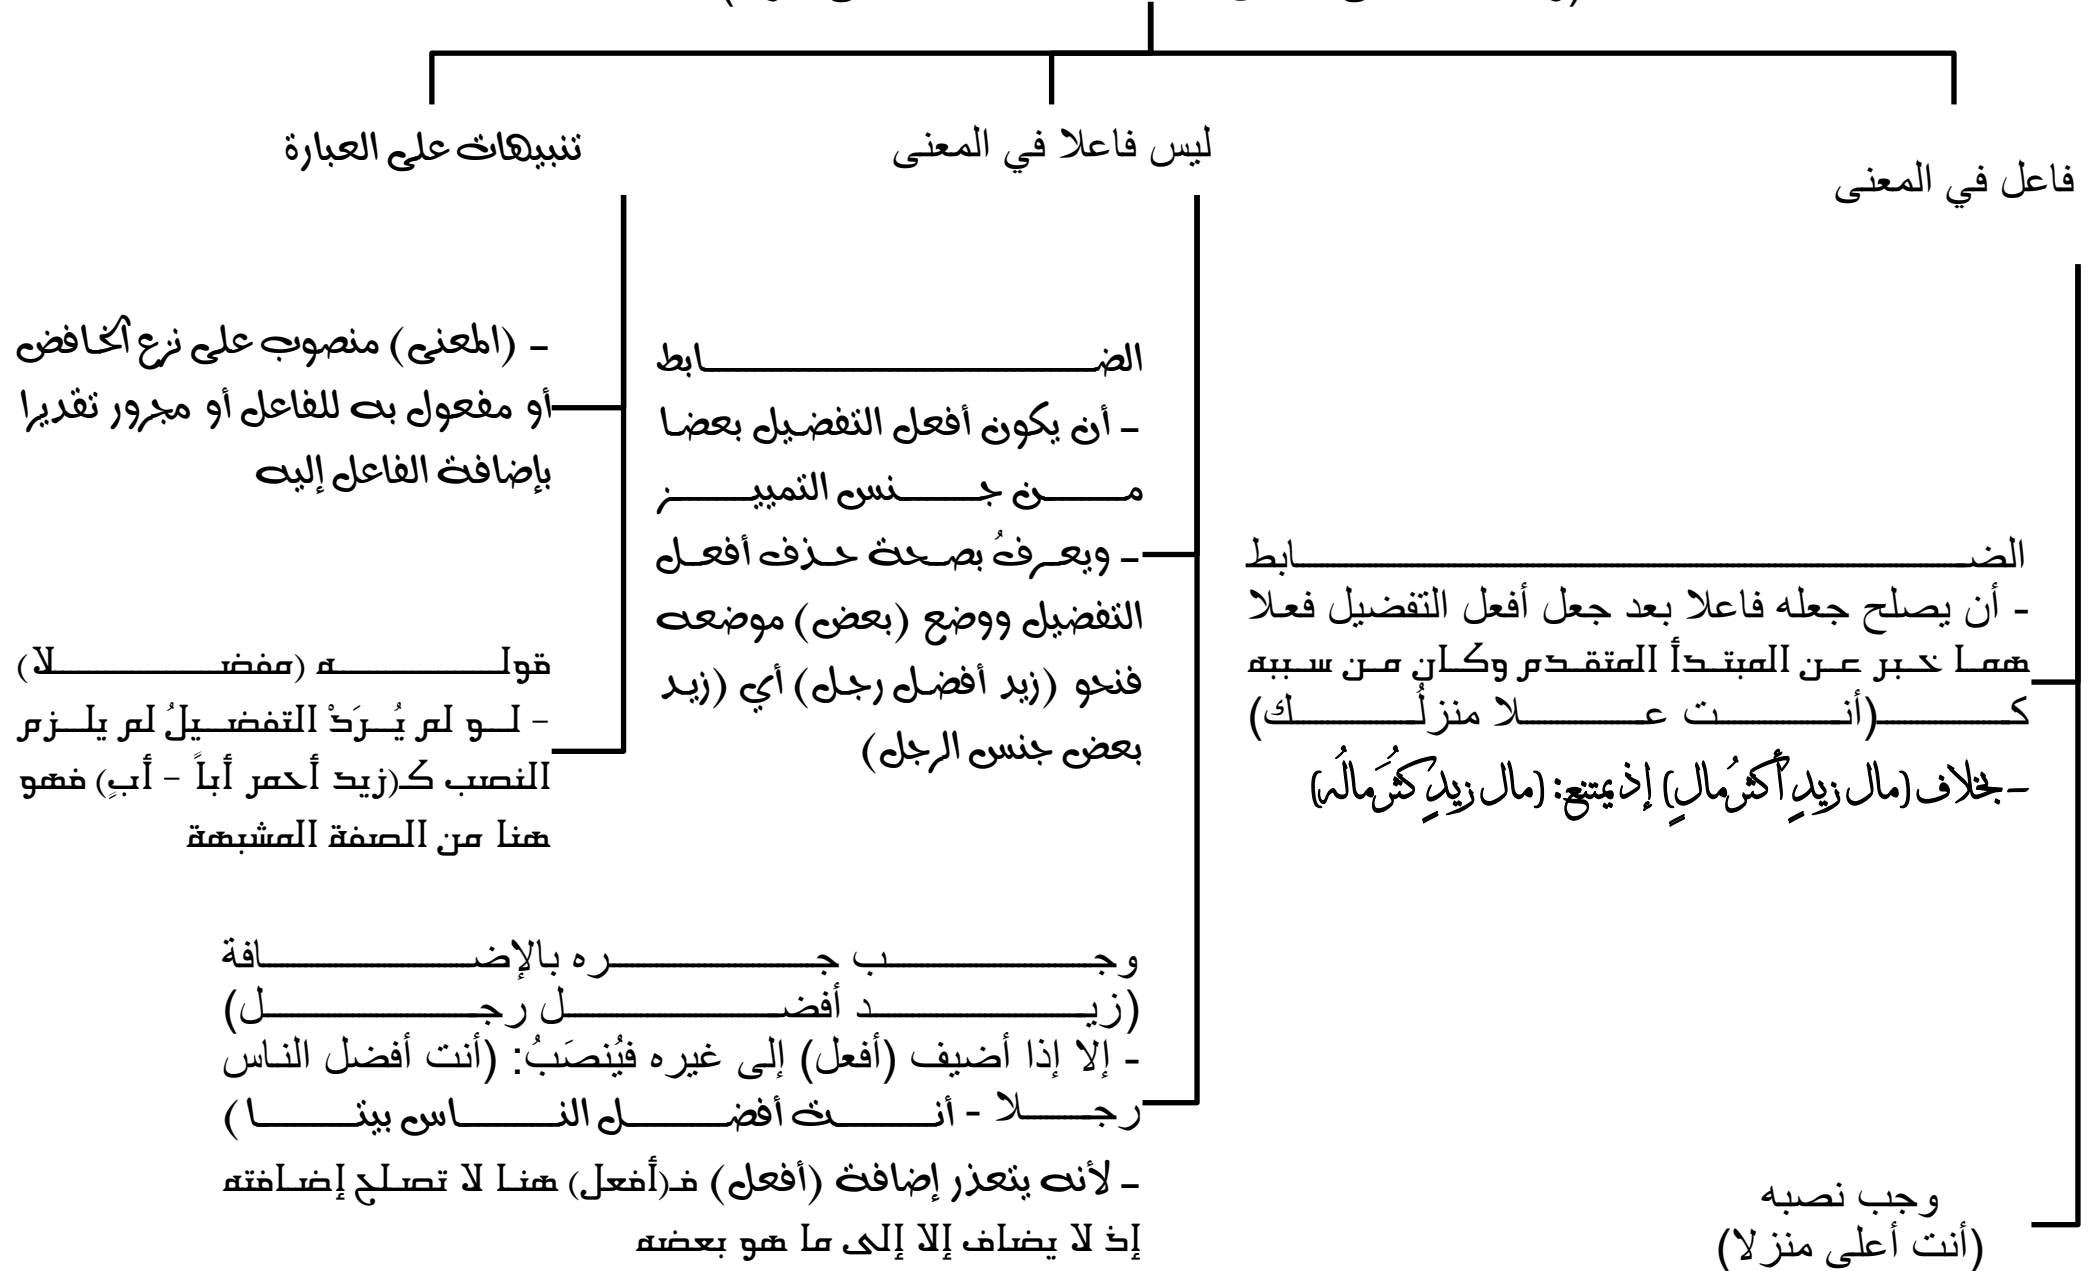 فاعل في المعنى
الضابط
- أن يصلح جعله فاعلا بعد جعل أفعل التفضيل فعلا
هما خبر عن المبتدأ المتقدم وكان من سببه
كـ(أنت علا منزلُك)
- بخلاف (مال زيدٍ أكثرُ مالٍ) إذ يمتنع: (مال زيدٍ كثُرَ مالُه)
وجب نصبه
(أنت أعلى منزلا)
ليس فاعلا في المعنى
الضابط
- أن يكون أفعل التفضيل بعضا
من جنس التمييز
- ويعرفُ بصحة حذف أفعل
التفضيل ووضع (بعض) موضعه
فنحو (زيد أفضل رجل) أي (زيد
بعض جنس الرجل)
وجب جره بالإضافة
(زيد أفضل رجل)
- إلا إذا أضيف (أفعل) إلى غيره فيُنصَبُ: (أنت أفضل الناس
رجلا - أنت أفضل الناس بيتا)
- لأنه يتعذر إضافة (أفعل) فـ(أفعل) هنا لا تصلح إضافته
إذ لا يضاف إلا إلى ما هو بعضه
تنبيهات على العبارة
- (المعنى) منصوب على نزع الخافض
أو مفعول به للفاعل أو مجرور تقديرا
بإضافة الفاعل إليه
قوله (مفضلا)
- لو لم يُرَدْ التفضيلُ لم يلزم
النصب كـ(زيد أحمر أباً - أبٍ) فهو
هنا من الصفة المشبهة